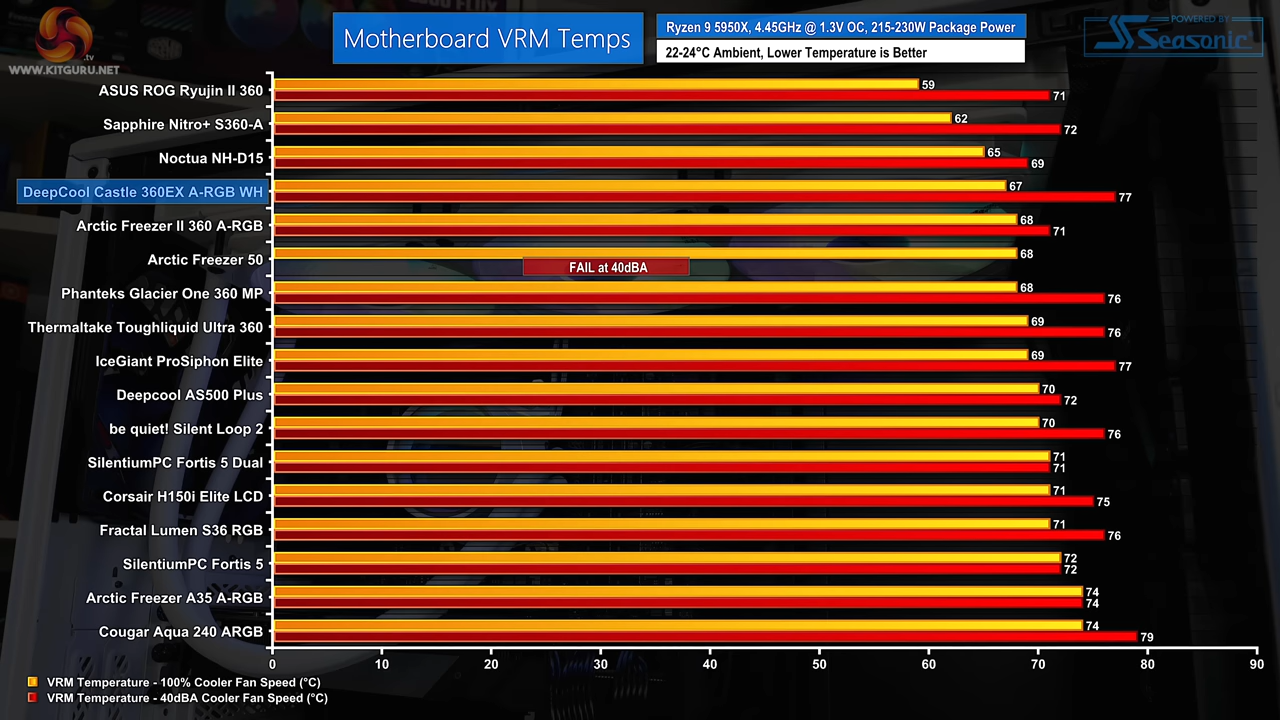 Motherboard VRM Temps
Ryzen 9 5950X, 4.45GHz @ 1.3V OC, 215-230W Package Power
22-24°C Ambient, Lower Temperature is Better
POWERED BY
Seasonic
.tv
WWW.KITGURU.NET
ASUS ROG Ryujin II 360
59
71
Sapphire Nitro+ S360-A
62
72
Noctua NH-D15
65
69
DeepCool Castle 360EX A-RGB WH
67
77
Arctic Freezer II 360 A-RGB
68
71
Arctic Freezer 50
68
FAIL at 40dBA
Phanteks Glacier One 360 MP
68
76
Thermaltake Toughliquid Ultra 360
69
76
IceGiant ProSiphon Elite
69
77
Deepcool AS500 Plus
70
72
be quiet! Silent Loop 2
70
76
SilentiumPC Fortis 5 Dual
71
71
Corsair H150i Elite LCD
71
75
Fractal Lumen S36 RGB
71
76
SilentiumPC Fortis 5
72
72
Arctic Freezer A35 A-RGB
74
74
Cougar Aqua 240 ARGB
74
79
0 10 20 30 40 50 60 70 80 90
VRM Temperature - 100% Cooler Fan Speed (°C)
VRM Temperature - 40dBA Cooler Fan Speed (°C)